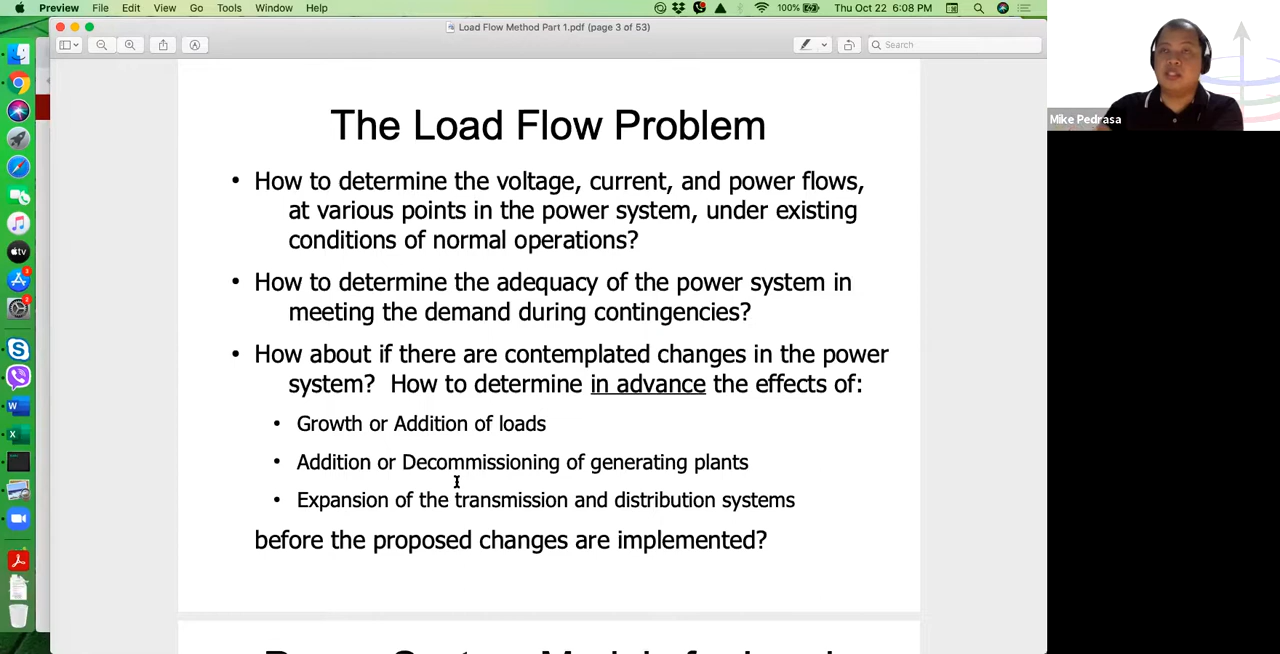 Preview File Edit View Go Tools Window Help 100% Thu Oct 22 6:08 PM
Load Flow Method Part 1.pdf (page 3 of 53)
Search
Mike Pedrasa
tv
The Load Flow Problem
• How to determine the voltage, current, and power flows,
at various points in the power system, under existing
conditions of normal operations?
• How to determine the adequacy of the power system in
meeting the demand during contingencies?
• How about if there are contemplated changes in the power
system? How to determine in advance the effects of:
• Growth or Addition of loads
• Addition or Decommissioning of generating plants
• Expansion of the transmission and distribution systems
before the proposed changes are implemented?